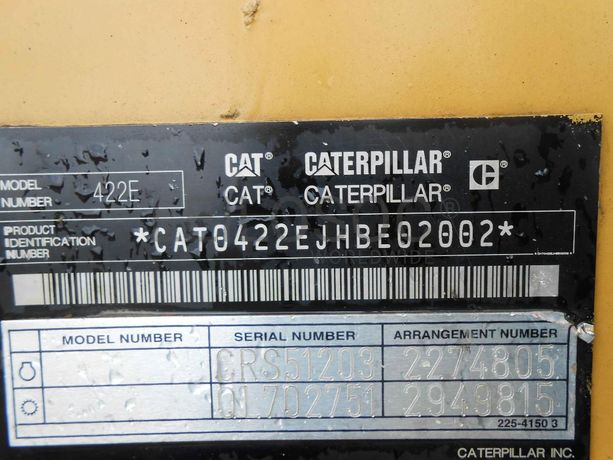 CAT® CATERPILLAR®
CAT® CATERPILLAR®
MODEL NUMBER 422E
PRODUCT IDENTIFICATION NUMBER *CAT0422EJHBE02002*
MODEL NUMBER SERIAL NUMBER ARRANGEMENT NUMBER
CRS51203 2274805
QL7D2751 2949815
225-4150 3
CATERPILLAR INC.